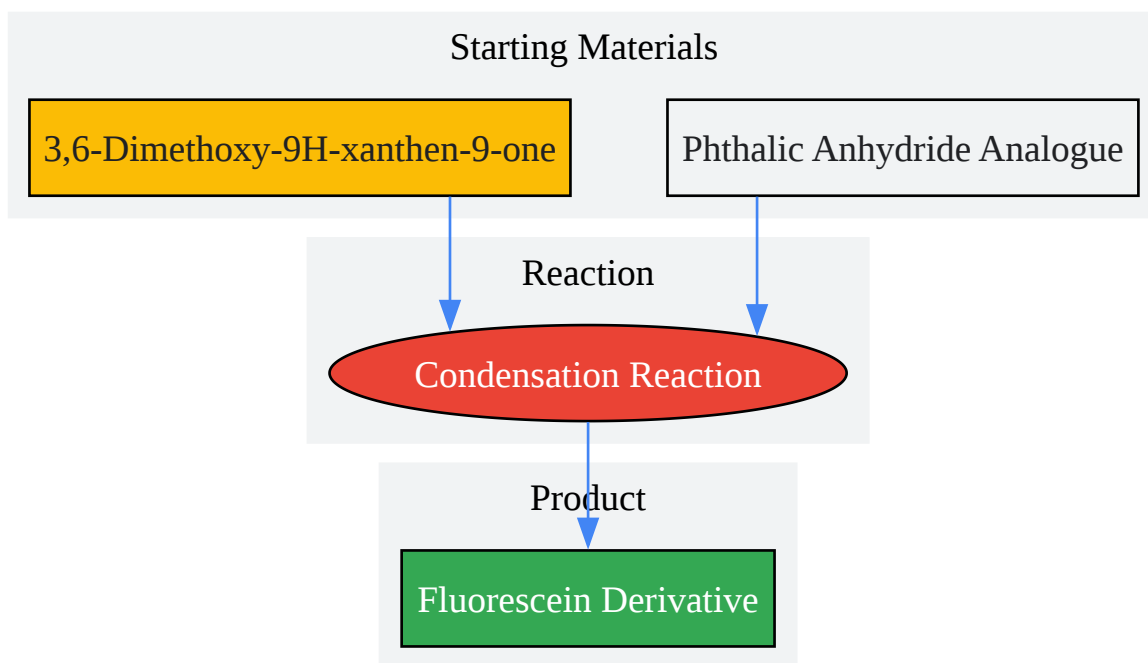 Starting Materials
3,6-Dimethoxy-9H-xanthen-9-one
Phthalic Anhydride Analogue
Reaction
Condensation Reaction
Product
Fluorescein Derivative